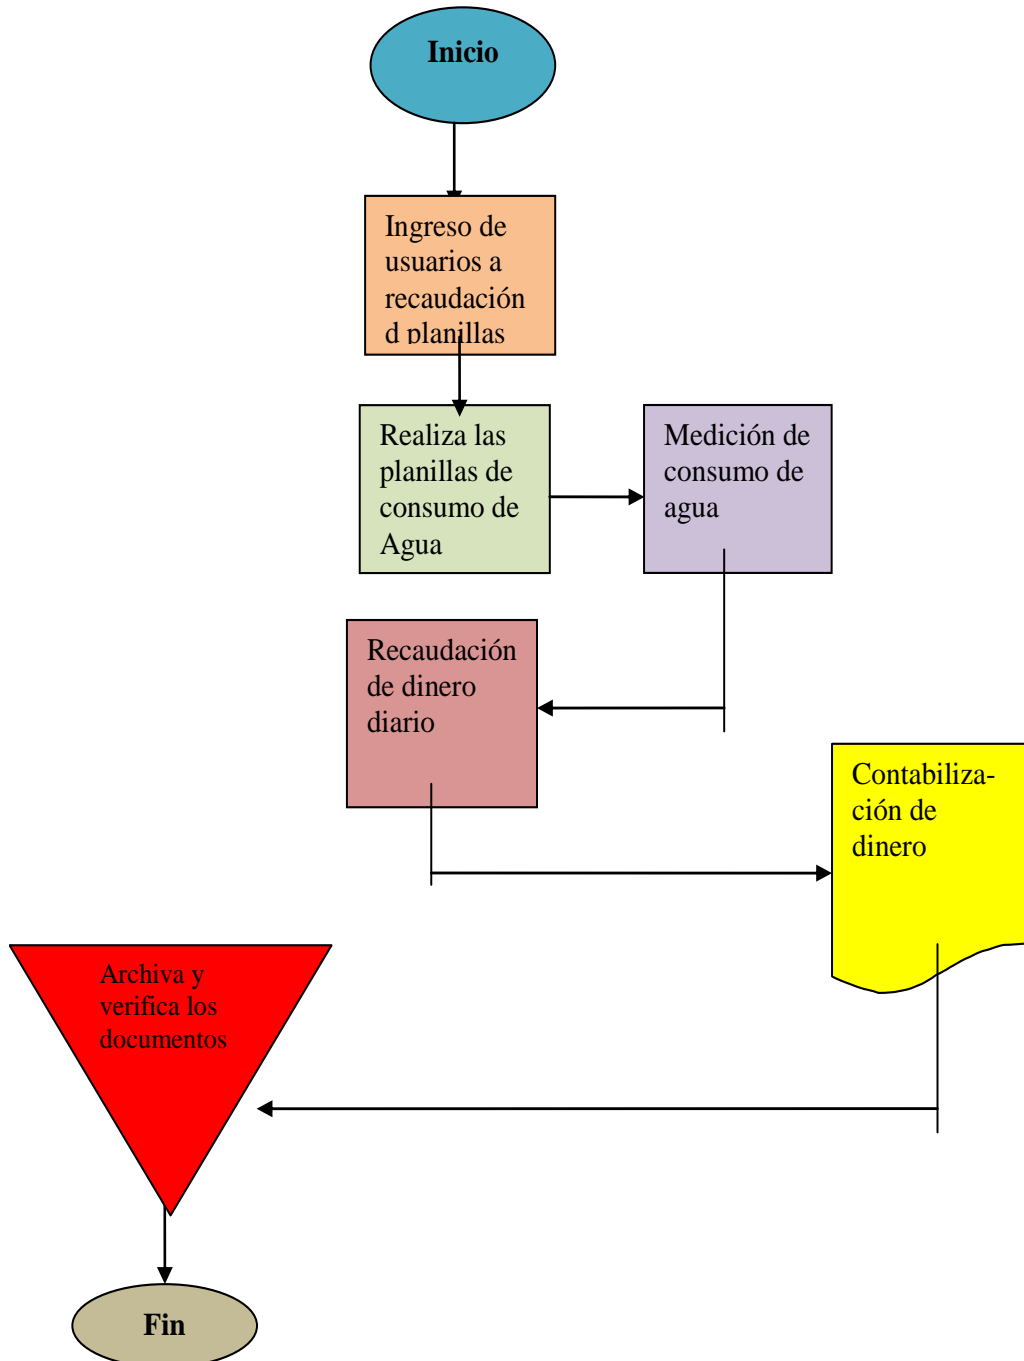 Inicio
Ingreso de
usuarios a
recaudación
d planillas
Realiza las
planillas de
consumo de
Agua
Medición de
consumo de
agua
Recaudación
de dinero
diario
Contabiliza-
ción de
dinero
Archiva y
verifica los
documentos
Fin